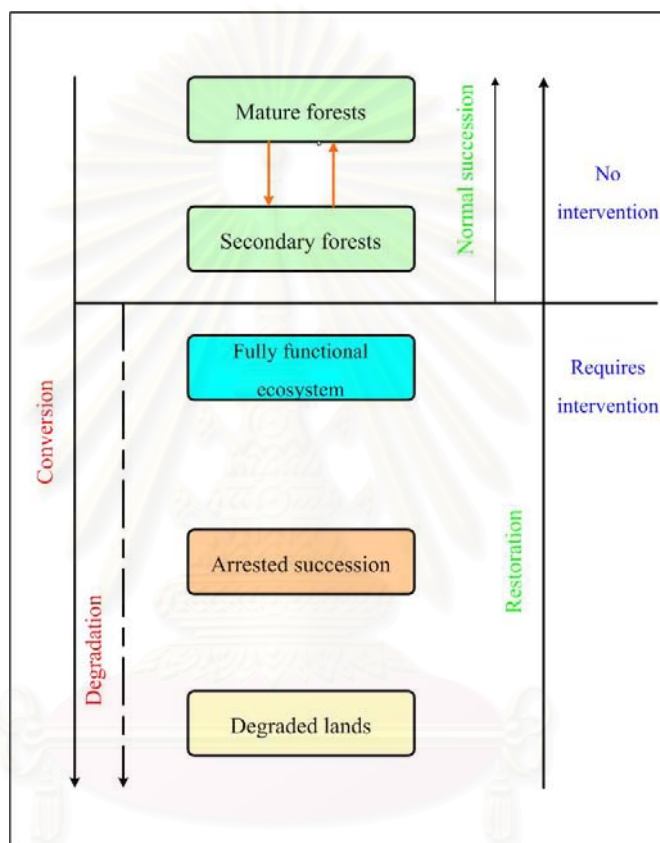 Mature forests
Normal succession
No
intervention
Secondary forests
Fully functional
ecosystem
Requires
intervention
Conversion
Arrested succession
Restoration
Degradation
Degraded lands